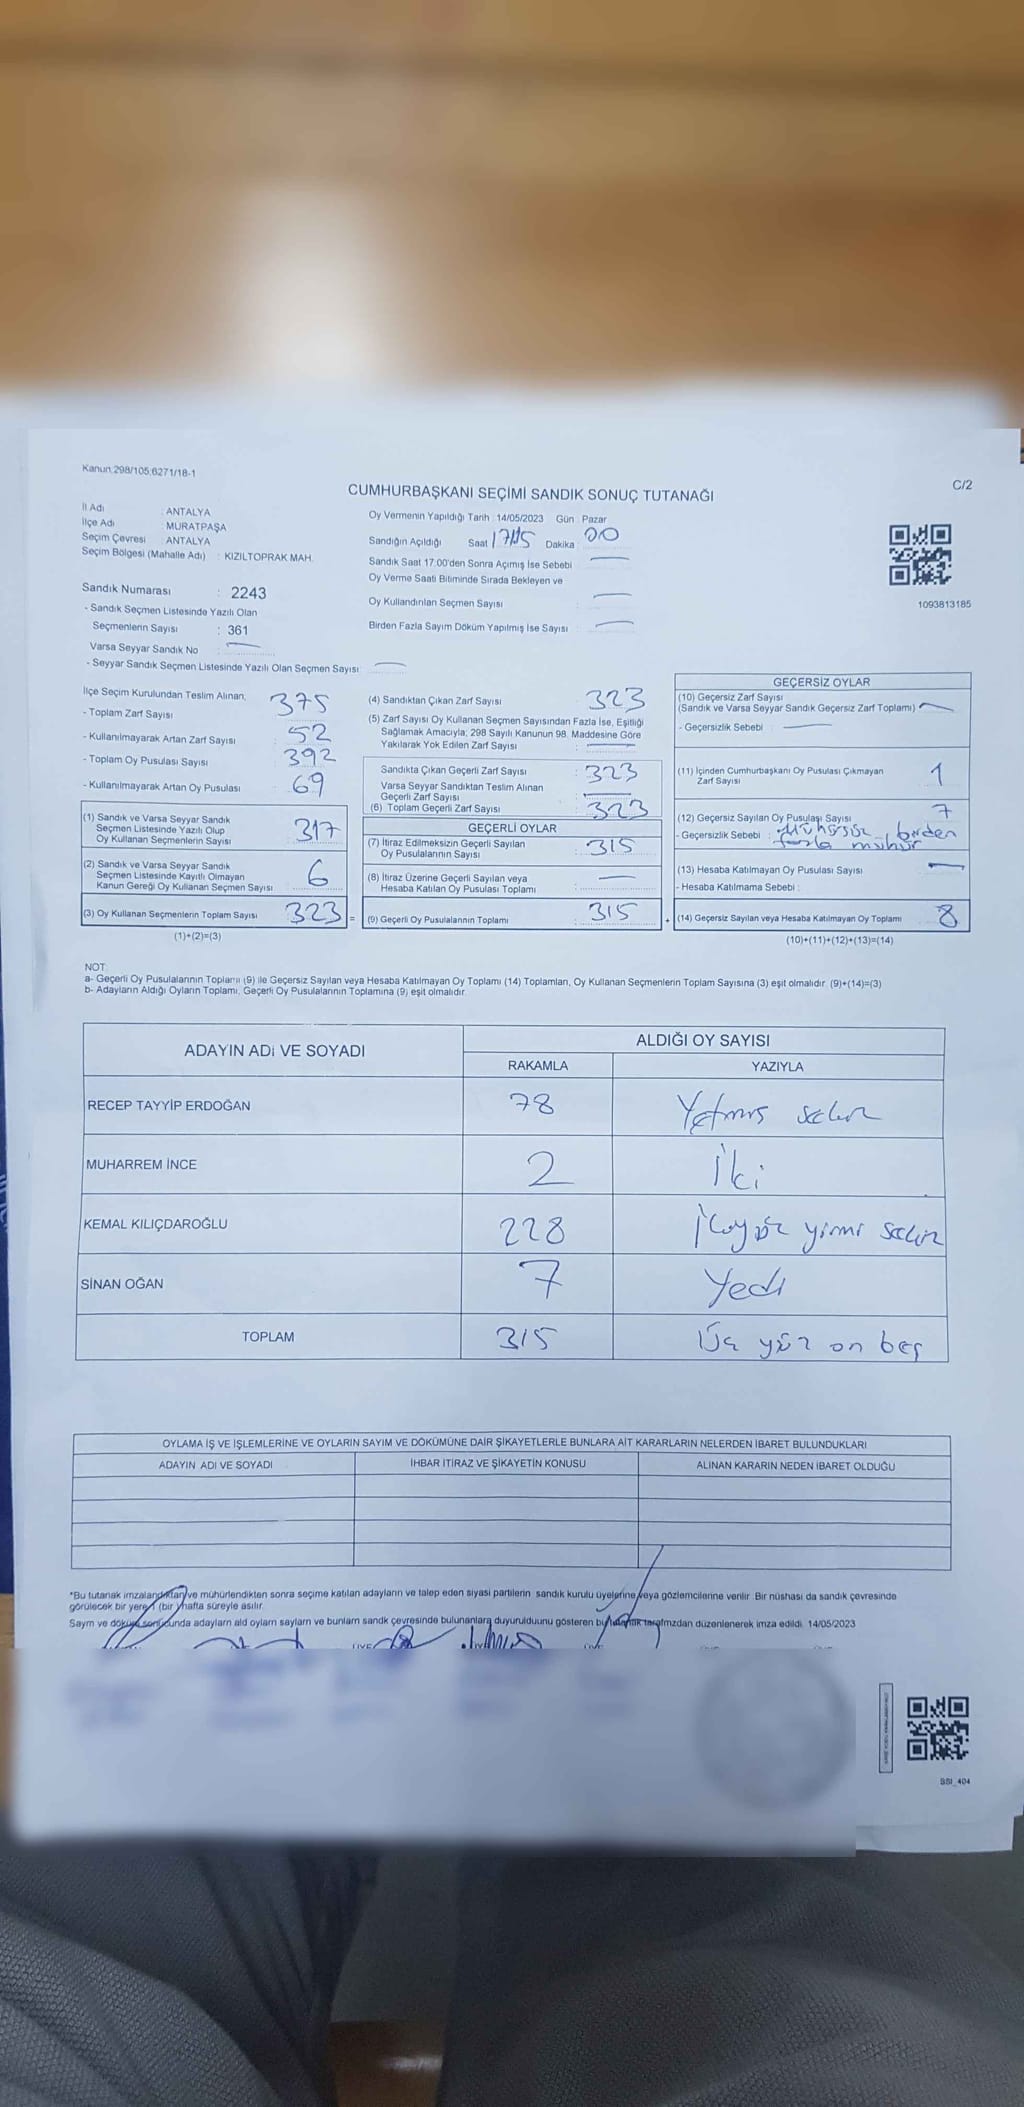 Kanun:298/105;6271/18-1
C/2
CUMHURBAŞKANI SEÇİMİ SANDIK SONUÇ TUTANAĞI
İl Adı : ANTALYA
İlçe Adı : MURATPAŞA
Seçim Çevresi : ANTALYA
Seçim Bölgesi (Mahalle Adı) : KIZILTOPRAK MAH.
Sandık Numarası : 2243
- Sandık Seçmen Listesinde Yazılı Olan
Seçmenlerin Sayısı : 361
Varsa Seyyar Sandık No :
- Seyyar Sandık Seçmen Listesinde Yazılı Olan Seçmen Sayısı :
Oy Vermenin Yapıldığı Tarih : 14/05/2023 Gün : Pazar
Sandığın Açıldığı Saat Dakika : 00
Sandık Saat 17:00'den Sonra Açımış İse Sebebi
Oy Verme Saati Bitiminde Sırada Bekleyen ve
Oy Kullandırılan Seçmen Sayısı
Birden Fazla Sayım Döküm Yapılmış İse Sayısı
1093813185
İlçe Seçim Kurulundan Teslim Alınan;
- Toplam Zarf Sayısı 375
- Kullanılmayarak Artan Zarf Sayısı : 52
- Toplam Oy Pusulası Sayısı : 392
- Kullanılmayarak Artan Oy Pusulası : 69
(1) Sandık ve Varsa Seyyar Sandık
Seçmen Listesinde Yazılı Olup
Oy Kullanan Seçmenlerin Sayısı 317
(2) Sandık ve Varsa Seyyar Sandık
Seçmen Listesinde Kayıtlı Olmayan
Kanun Gereği Oy Kullanan Seçmen Sayısı 6
(3) Oy Kullanan Seçmenlerin Toplam Sayısı 323 =
(1)+(2)=(3)
(4) Sandıktan Çıkan Zarf Sayısı : 323
(5) Zarf Sayısı Oy Kullanan Seçmen Sayısından Fazla İse, Eşitliği
Sağlamak Amacıyla; 298 Sayılı Kanunun 98. Maddesine Göre
Yakılarak Yok Edilen Zarf Sayısı :
Sandıkta Çıkan Geçerli Zarf Sayısı : 323
Varsa Seyyar Sandıktan Teslim Alınan
Geçerli Zarf Sayısı
(6) Toplam Geçerli Zarf Sayısı : 323
GEÇERLİ OYLAR
(7) İtiraz Edilmeksizin Geçerli Sayılan
Oy Pusulalarının Sayısı : 315
(8) İtiraz Üzerine Geçerli Sayılan veya
Hesaba Katılan Oy Pusulası Toplamı :
(9) Geçerli Oy Pusulalarının Toplamı : 315 +
GEÇERSİZ OYLAR
(10) Geçersiz Zarf Sayısı
(Sandık ve Varsa Seyyar Sandık Geçersiz Zarf Toplamı) :
- Geçersizlik Sebebi :
(11) İçinden Cumhurbaşkanı Oy Pusulası Çıkmayan
Zarf Sayısı 1
(12) Geçersiz Sayılan Oy Pusulası Sayısı 7
- Geçersizlik Sebebi : Mühürsüz, birden
fazla mühür
(13) Hesaba Katılmayan Oy Pusulası Sayısı
- Hesaba Katılmama Sebebi :
(14) Geçersiz Sayılan veya Hesaba Katılmayan Oy Toplamı 8
(10)+(11)+(12)+(13)=(14)
NOT:
a- Geçerli Oy Pusulalarının Toplamı (9) ile Geçersiz Sayılan veya Hesaba Katılmayan Oy Toplamı (14) Toplamları, Oy Kullanan Seçmenlerin Toplam Sayısına (3) eşit olmalıdır. (9)+(14)=(3)
b- Adayların Aldığı Oyların Toplamı, Geçerli Oy Pusulalarının Toplamına (9) eşit olmalıdır.
ADAYIN ADI VE SOYADI
ALDIĞI OY SAYISI
RAKAMLA
YAZIYLA
RECEP TAYYİP ERDOĞAN 78 Yetmiş sekiz
MUHARREM İNCE 2 İki
KEMAL KILIÇDAROĞLU 228 İkiyüz yirmi sekiz
SİNAN OĞAN 7 Yedi
TOPLAM 315 Üç yüz on beş
OYLAMA İŞ VE İŞLEMLERİNE VE OYLARIN SAYIM VE DÖKÜMÜNE DAİR ŞİKAYETLERLE BUNLARA AİT KARARLARIN NELERDEN İBARET BULUNDUKLARI
ADAYIN ADI VE SOYADI
İHBAR İTİRAZ VE ŞİKAYETİN KONUSU
ALINAN KARARIN NEDEN İBARET OLDUĞU
*Bu tutanak imzalandıktan ve mühürlendikten sonra seçime katılan adayların ve talep eden siyasi partilerin sandık kurulu üyelerine veya gözlemcilerine verilir. Bir nüshası da sandık çevresinde
görülecek bir yere 1 (bir) hafta süreyle asılır.
Sayım ve döküm sonucunda adayların ald oyların sayları ve bunların sandk çevresinde bulunanlara duyurulduunu gösteren bu tutanak tarafmzdan düzenlenerek imza edildi. 14/05/2023
SSI_404